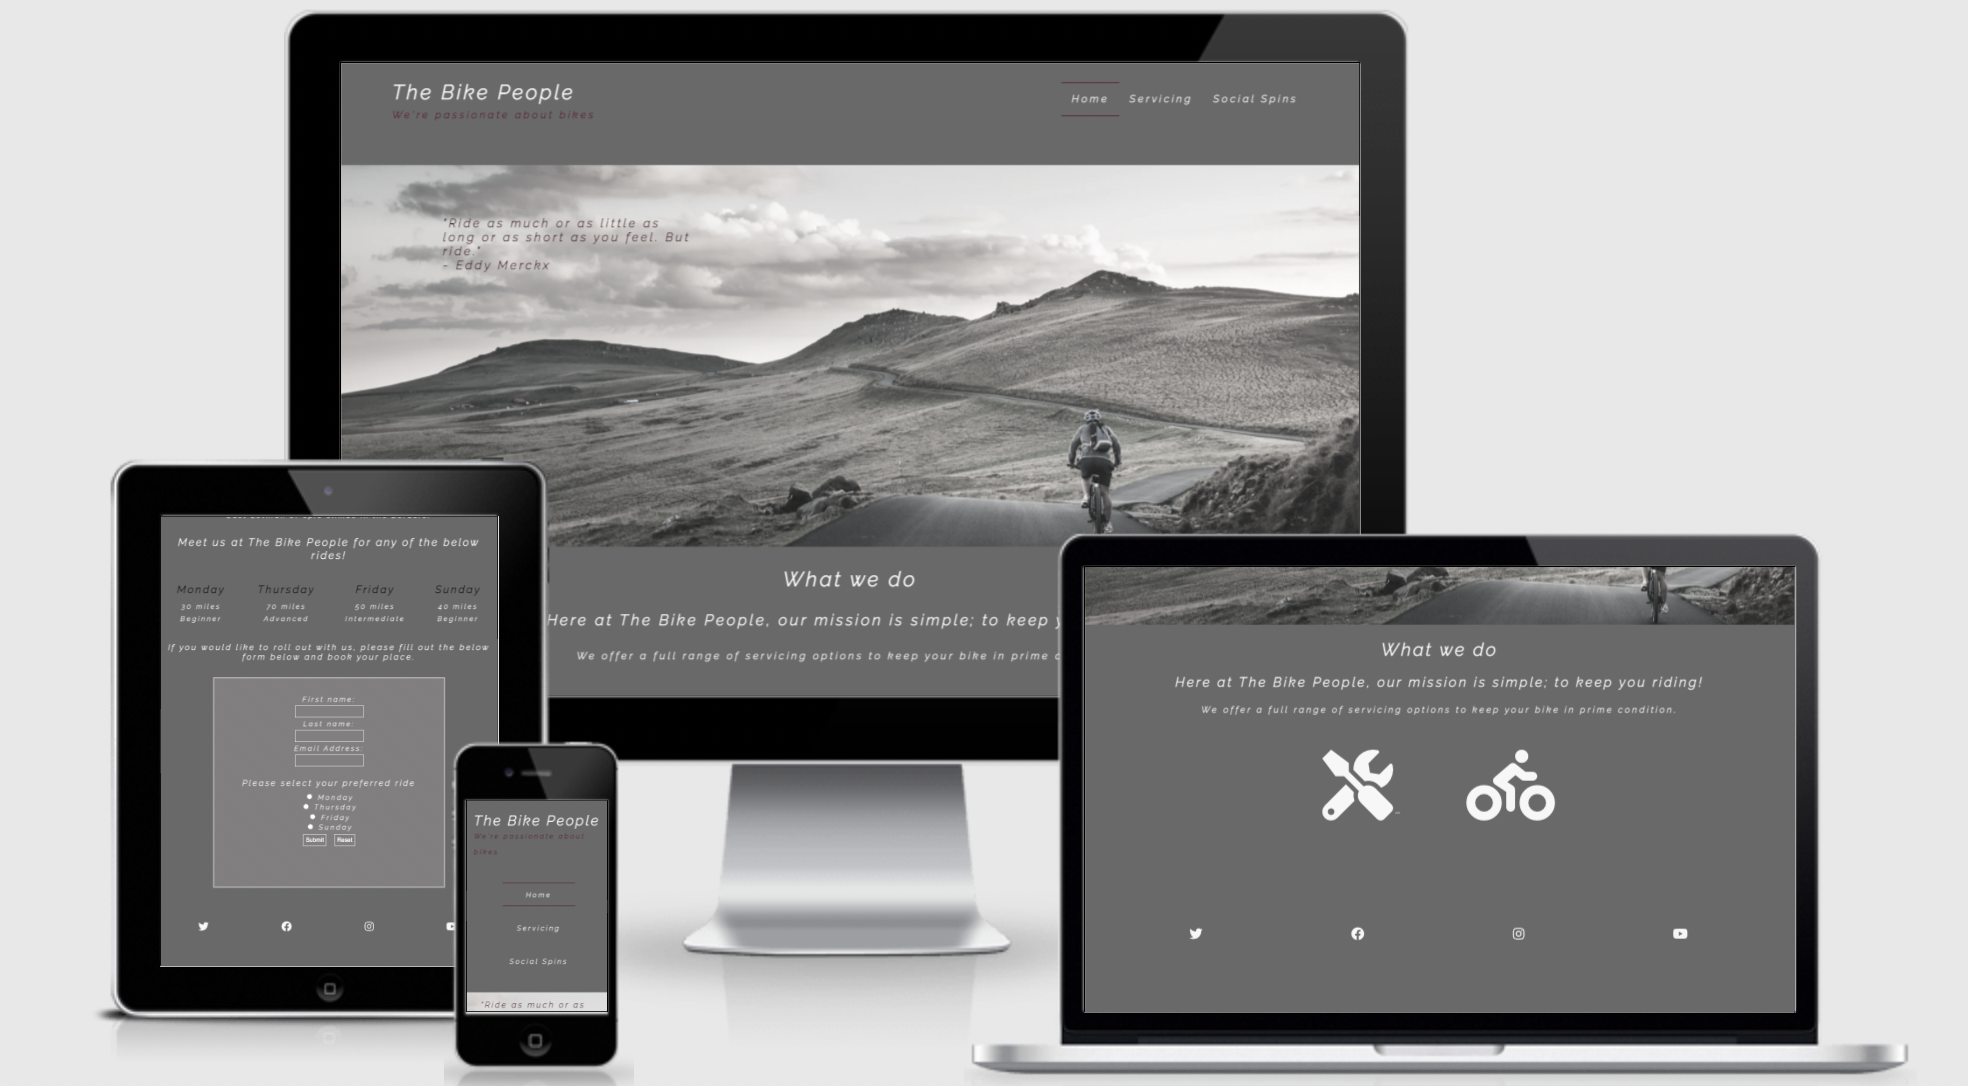 The Bike People
We're passionate about bikes
Home
Servicing
Social Spins
"Ride as much or as little as
long or as short as you feel. But
ride."
- Eddy Merckx
What we do
Here at The Bike People, our mission is simple; to keep
We offer a full range of servicing options to keep your bike in prime
Meet us at The Bike People for any of the below
rides!
Monday Thursday Friday Sunday
30 miles 70 miles 50 miles 40 miles
Beginner Advanced Intermediate Beginner
If you would like to roll out with us, please fill out the below
form below and book your place.
First name:
Last name:
Email Address:
Please select your preferred ride
Monday
Thursday
Friday
Sunday
Submit Reset
The Bike People
We're passionate about
bikes
Home
Servicing
Social Spins
"Ride as much or as
What we do
Here at The Bike People, our mission is simple; to keep you riding!
We offer a full range of servicing options to keep your bike in prime condition.